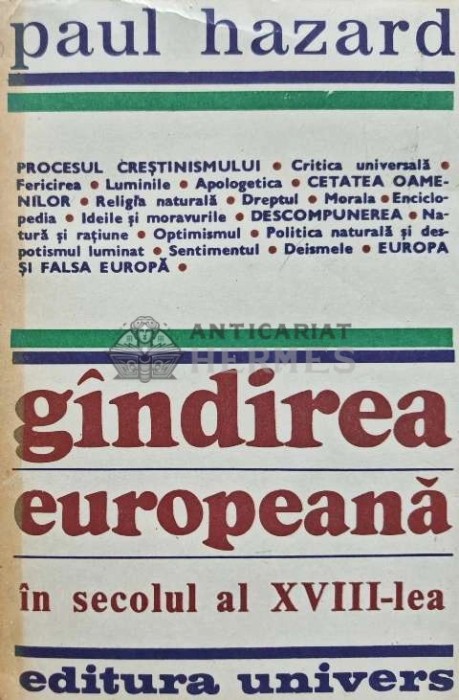 paul hazard
PROCESUL CREȘTINISMULUI • Critica universală •
Fericirea • Luminile • Apologetica • CETATEA OAME-
NILOR • Religia naturală • Dreptul • Morala • Enciclo-
pedia • Ideile și moravurile • DESCOMPUNEREA • Na-
tură și rațiune • Optimismul • Politica naturală și des-
potismul luminat • Sentimentul • Deismele • EUROPA
ȘI FALSA EUROPĂ •
ANTICARIAT
HERMES
gîndirea
europeană
în secolul al XVIII-lea
editura univers